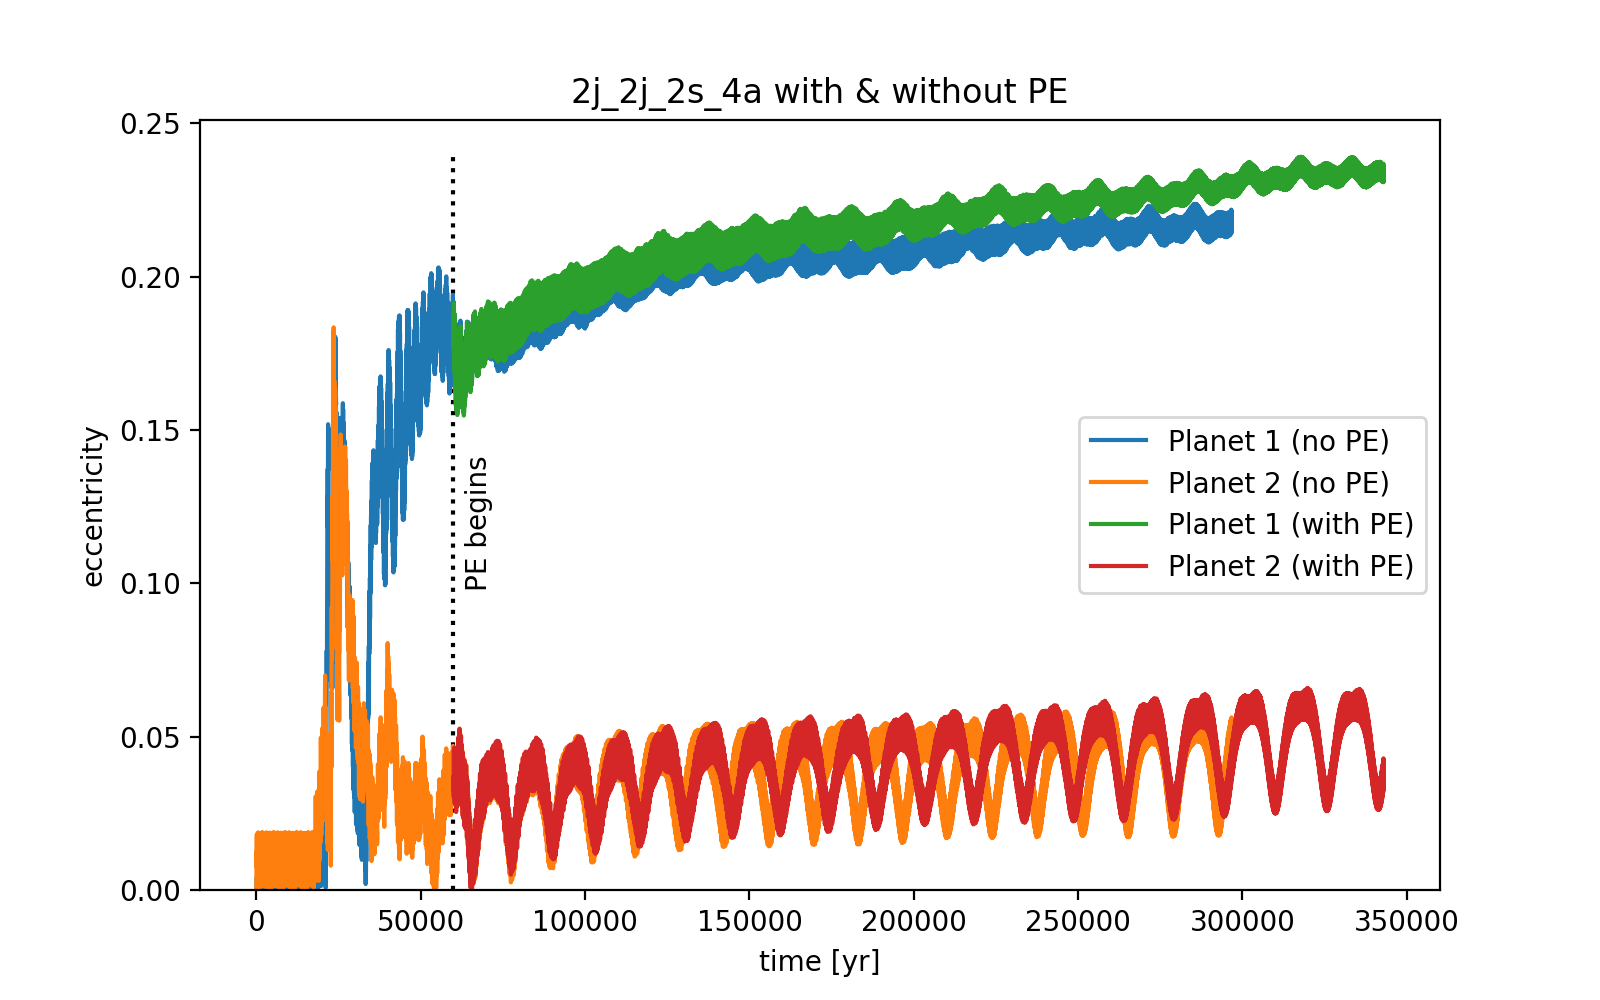 2j_2j_2s_4a with & without PE
eccentricity
0.25
0.20
0.15
0.10
0.05
0.00
PE begins
Planet 1 (no PE)
Planet 2 (no PE)
Planet 1 (with PE)
Planet 2 (with PE)
0
50000
100000
150000
200000
250000
300000
350000
time [yr]